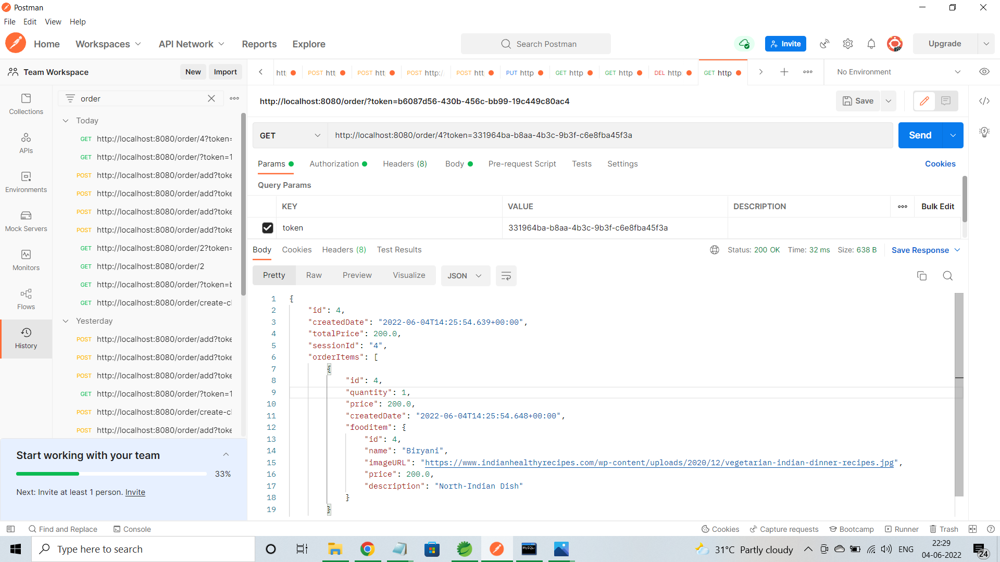 Postman
File Edit View Help
Home Workspaces API Network Reports Explore
Search Postman
Invite
Upgrade
Team Workspace
New
Import
htt
POST htt
POST htt
POST http:/
POST htt
PUT http
GET http
GET http
DEL http
GET http
No Environment
order
Collections
APIs
Environments
Mock Servers
Monitors
Flows
History
Today
GET http://localhost:8080/order/4?token=
GET http://localhost:8080/order/?token=1
POST http://localhost:8080/order/add?toke
POST http://localhost:8080/order/add?toke
POST http://localhost:8080/order/add?toke
POST http://localhost:8080/order/add?toke
GET http://localhost:8080/order/2?token=
GET http://localhost:8080/order/2
GET http://localhost:8080/order/?token=b
GET http://localhost:8080/order/create-cl
Yesterday
POST http://localhost:8080/order/add?toke
POST http://localhost:8080/order/add?toke
POST http://localhost:8080/order/add?toke
GET http://localhost:8080/order/?token=1
POST http://localhost:8080/order/create-cl
POST http://localhost:8080/order/add?toke
Start working with your team
33%
Next: Invite at least 1 person. Invite
http://localhost:8080/order/?token=b6087d56-430b-456c-bb99-19c449c80ac4
Save
GET
http://localhost:8080/order/4?token=331964ba-b8aa-4b3c-9b3f-c6e8fba45f3a
Send
Params Authorization Headers (8) Body Pre-request Script Tests Settings
Cookies
Query Params
KEY VALUE DESCRIPTION Bulk Edit
token 331964ba-b8aa-4b3c-9b3f-c6e8fba45f3a
Body Cookies Headers (8) Test Results
Status: 200 OK Time: 32 ms Size: 638 B
Save Response
Pretty Raw Preview Visualize JSON
1 {
2 "id": 4,
3 "createdDate": "2022-06-04T14:25:54.639+00:00",
4 "totalPrice": 200.0,
5 "sessionId": "4",
6 "orderItems": [
7 {
8 "id": 4,
9 "quantity": 1,
10 "price": 200.0,
11 "createdDate": "2022-06-04T14:25:54.648+00:00",
12 "fooditem": {
13 "id": 4,
14 "name": "Biryani",
15 "imageURL": "https://www.indianhealthyrecipes.com/wp-content/uploads/2020/12/vegetarian-indian-dinner-recipes.jpg",
16 "price": 200.0,
17 "description": "North-Indian Dish"
18 }
19 }
Find and Replace
Console
Cookies
Capture requests
Bootcamp
Runner
Trash
Type here to search
MySQL
31°C Partly cloudy
ENG
22:29
04-06-2022
24